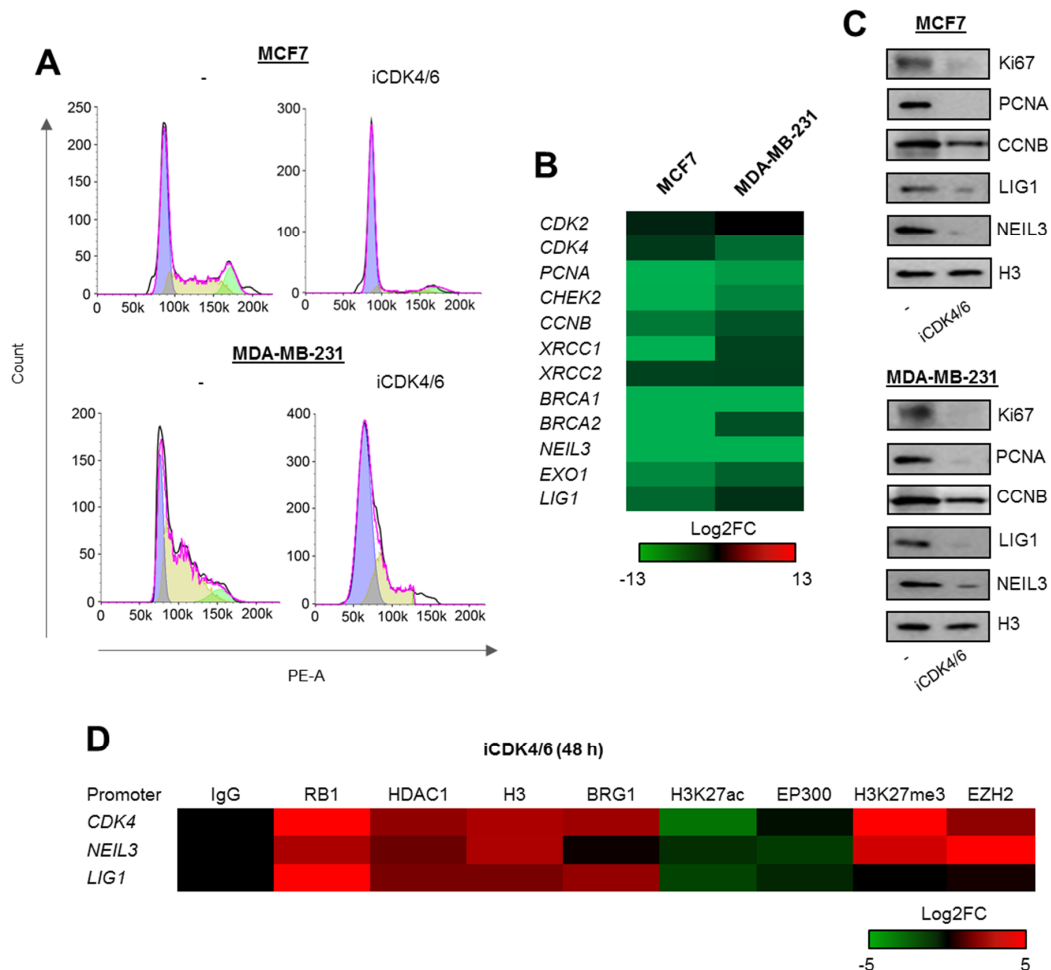 A
MCF7
- iCDK4/6
250
200
150
100
50
0
0 50k 100k 150k 200k
300
200
100
0
0 50k 100k 150k 200k
MDA-MB-231
- iCDK4/6
200
150
100
50
0
0 50k 100k 150k 200k
400
300
200
100
0
0 50k 100k 150k 200k
Count
PE-A
B
MCF7 MDA-MB-231
CDK2
CDK4
PCNA
CHEK2
CCNB
XRCC1
XRCC2
BRCA1
BRCA2
NEIL3
EXO1
LIG1
Log2FC
-13 13
C
MCF7
Ki67
PCNA
CCNB
LIG1
NEIL3
H3
- iCDK4/6
MDA-MB-231
Ki67
PCNA
CCNB
LIG1
NEIL3
H3
- iCDK4/6
D
iCDK4/6 (48 h)
Promoter IgG RB1 HDAC1 H3 BRG1 H3K27ac EP300 H3K27me3 EZH2
CDK4
NEIL3
LIG1
Log2FC
-5 5